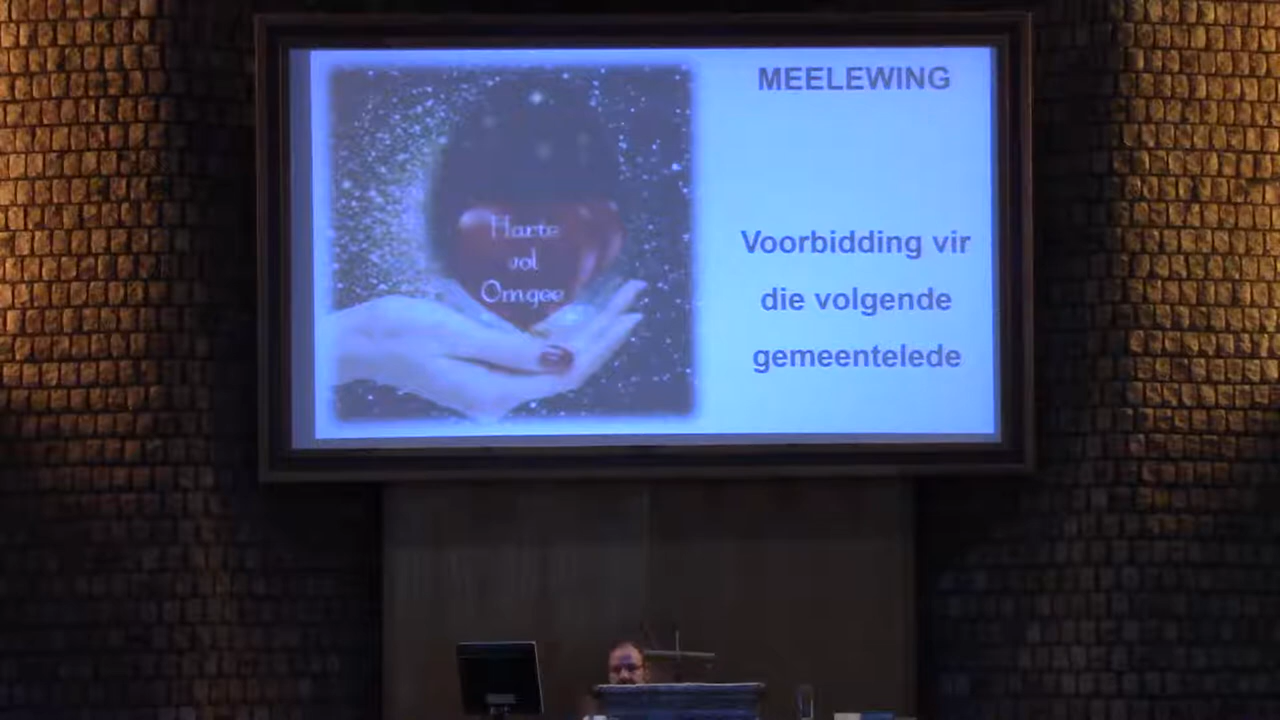 Harte
vol
Omgee
MEELEWING
Voorbidding vir
die volgende
gemeentelede